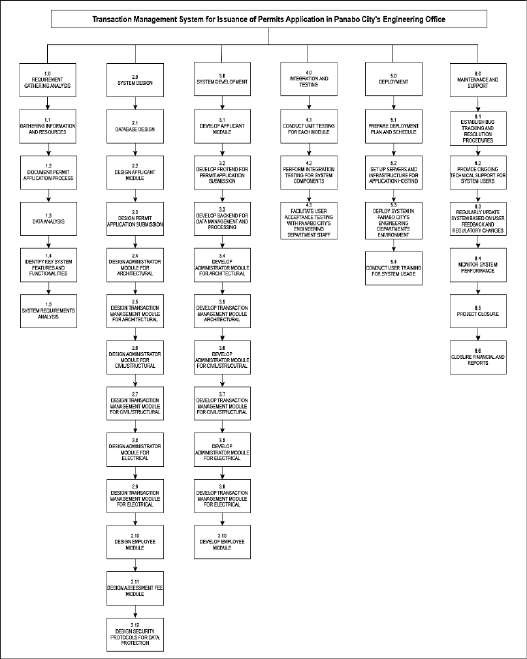 Transaction Management System for Issuance of Permits Application in Panabo City's Engineering Office
1.0
REQUIREMENT
GATHERING ANALYSIS
1.1
GATHERING INFORMATION
AND RESOURCES
1.2
DOCUMENT PERMIT
APPLICATION PROCESS
1.3
DATA ANALYSIS
1.4
IDENTIFY KEY SYSTEM
FEATURES AND
FUNCTIONALITIES
1.5
SYSTEM REQUIREMENTS
ANALYSIS
2.0
SYSTEM DESIGN
2.1
DATABASE DESIGN
2.2
DESIGN APPLICANT
MODULE
2.3
DESIGN PERMIT
APPLICATION SUBMISSION
2.4
DESIGN ADMINISTRATOR
MODULE FOR ARCHITECTURAL
2.5
DESIGN TRANSACTION
MANAGEMENT MODULE
FOR ARCHITECTURAL
2.6
DESIGN ADMINISTRATOR
MODULE FOR
CIVIL/STRUCTURAL
2.7
DESIGN TRANSACTION
MANAGEMENT MODULE
FOR CIVIL/STRUCTURAL
2.8
DESIGN ADMINISTRATOR
MODULE FOR
ELECTRICAL
2.9
DESIGN TRANSACTION
MANAGEMENT MODULE
FOR ELECTRICAL
2.10
DESIGN EMPLOYEE
MODULE
2.11
DESIGN ASSESSMENT FEE
MODULE
2.12
DESIGN SECURITY
PROTOCOLS FOR DATA
PROTECTION
3.0
SYSTEM DEVELOPMENT
3.1
DEVELOP APPLICANT
MODULE
3.2
DEVELOP FRONTEND FOR
PERMIT APPLICATION
SUBMISSION
3.3
DEVELOP BACKEND FOR
DATA MANAGEMENT AND
PROCESSING
3.4
DEVELOP
ADMINISTRATOR MODULE
FOR ARCHITECTURAL
3.5
DEVELOP TRANSACTION
MANAGEMENT MODULE
ARCHITECTURAL
3.6
DEVELOP
ADMINISTRATOR MODULE
FOR CIVIL/STRUCTURAL
3.7
DEVELOP TRANSACTION
MANAGEMENT MODULE
FOR CIVIL/STRUCTURAL
DEVELOP
ADMINISTRATOR MODULE
FOR ELECTRICAL
DEVELOP TRANSACTION
MANAGEMENT MODULE
FOR ELECTRICAL
3.10
DEVELOP EMPLOYEE
MODULE
4.0
INTEGRATION AND
TESTING
4.1
CONDUCT UNIT TESTING
FOR EACH MODULE
4.2
PERFORM INTEGRATION
TESTING FOR SYSTEM
COMPONENTS
4.3
FACILITATE USER
ACCEPTANCE TESTING
WITH PANABO CITY'S
ENGINEERING
DEPARTMENT STAFF
5.0
DEPLOYMENT
5.1
PREPARE DEPLOYMENT
PLAN AND SCHEDULE
5.2
SET UP SERVERS AND
INFRASTRUCTURE FOR
APPLICATION HOSTING
5.3
DEPLOY SYSTEM IN
PANABO CITY'S
ENGINEERING
DEPARTMENTS
ENVIRONMENT
5.4
CONDUCT USER TRAINING
FOR SYSTEM USAGE
6.0
MAINTENANCE AND
SUPPORT
6.1
ESTABLISH BUG
TRACKING AND
RESOLUTION
PROCEDURES
6.2
PROVIDE ONGOING
TECHNICAL SUPPORT FOR
SYSTEM USERS
6.3
REGULARLY UPDATE
SYSTEM BASED ON USER
FEEDBACK AND
REGULATORY CHANGES
6.4
MONITOR SYSTEM
PERFORMANCE
6.5
PROJECT CLOSURE
6.6
CLOSURE FINANCIAL AND
REPORTS